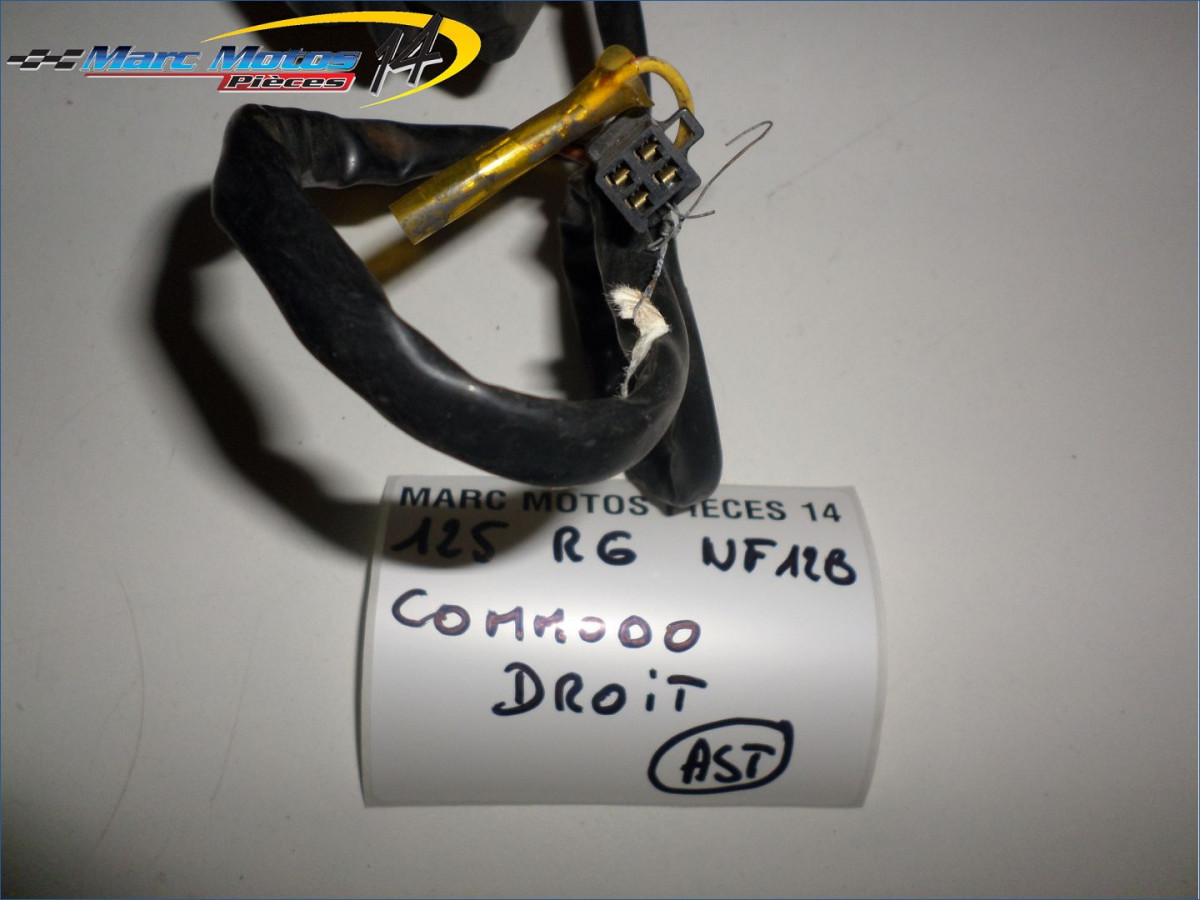 Marc Motos 14
Pièces
MARC MOTOS PIECES 14
125 RG NF12B
COMMODO
DROiT
AST